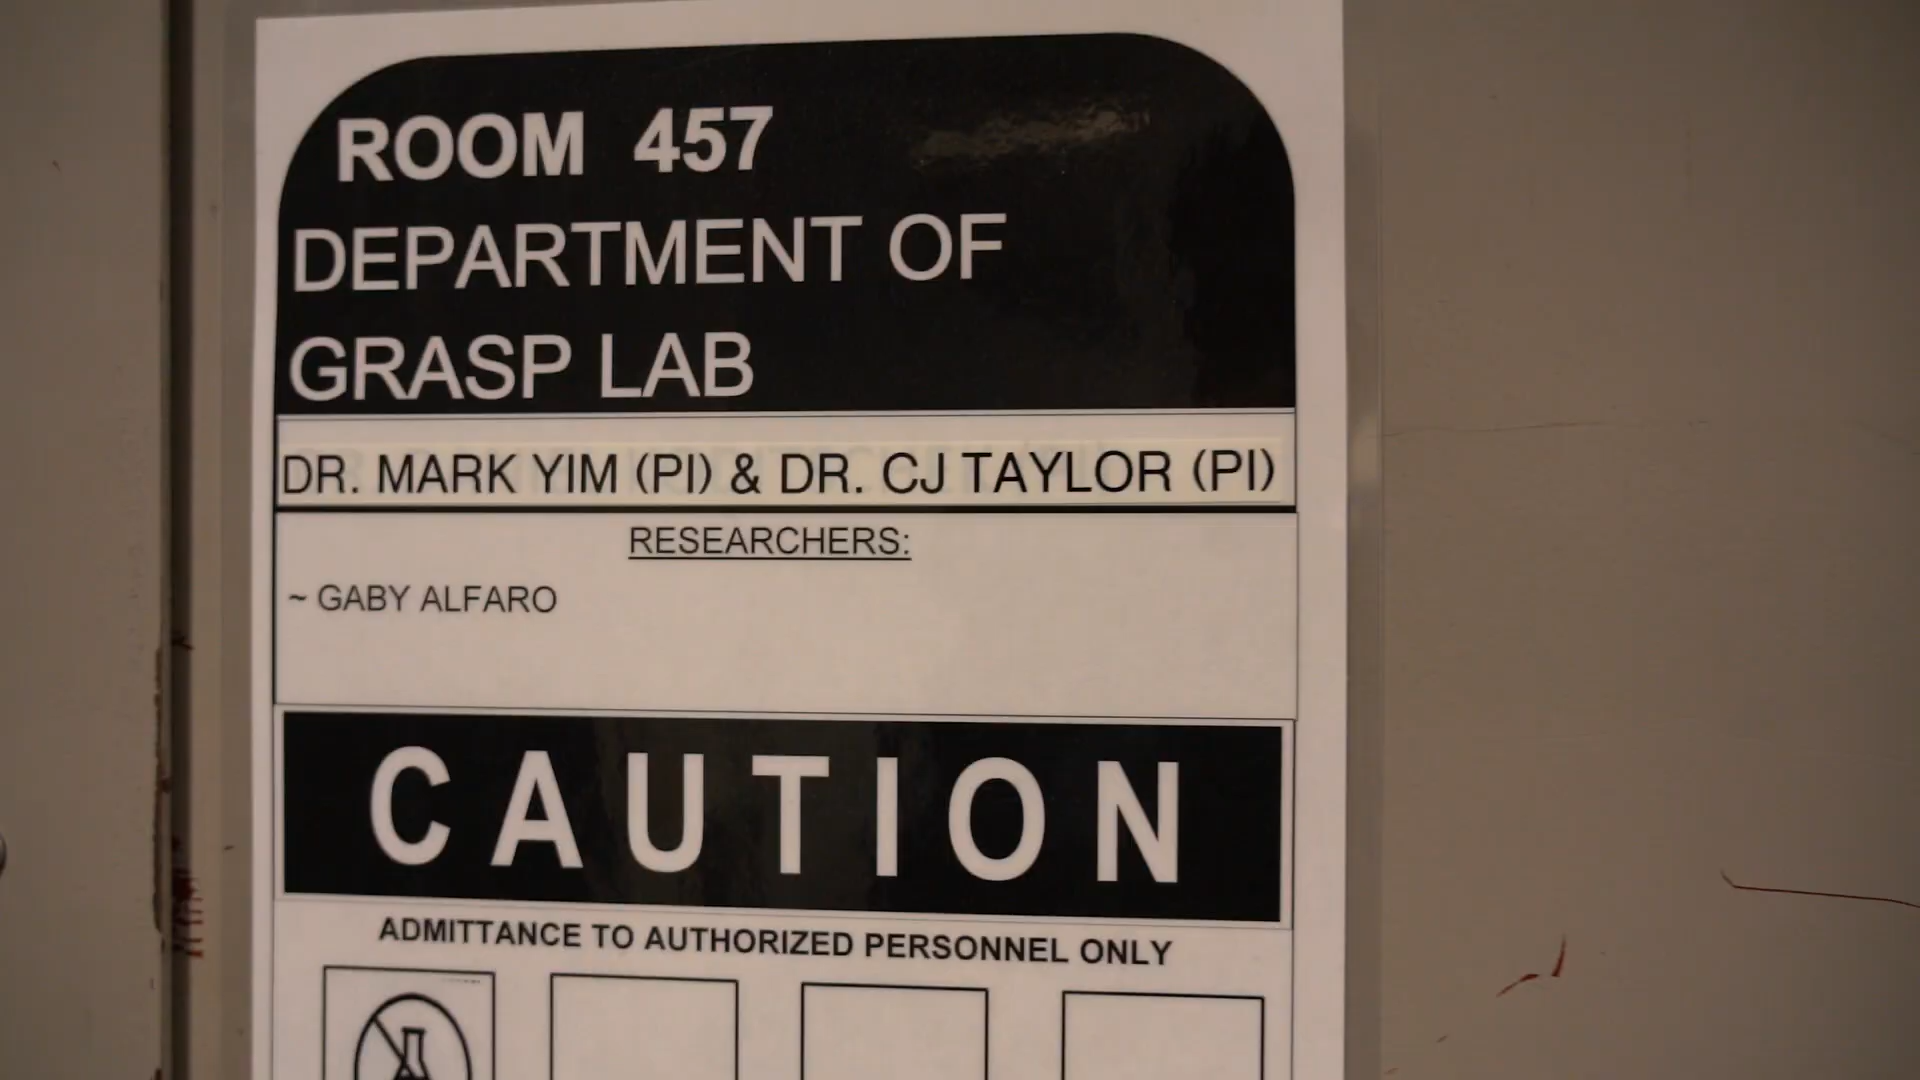 ROOM 457
DEPARTMENT OF
GRASP LAB
DR. MARK YIM (PI) & DR. CJ TAYLOR (PI)
RESEARCHERS:
~ GABY ALFARO
CAUTION
ADMITTANCE TO AUTHORIZED PERSONNEL ONLY